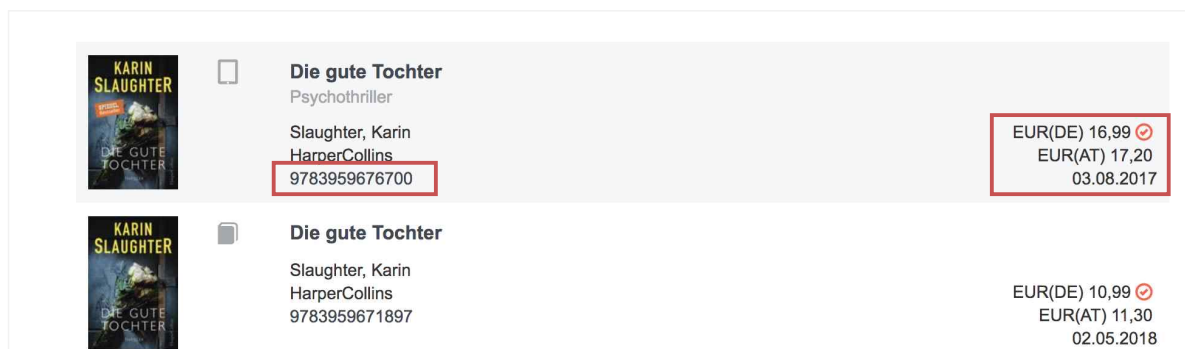 KARIN
SLAUGHTER
SPIEGEL
Bestseller
DIE GUTE
TOCHTER
Die gute Tochter
Psychothriller
Slaughter, Karin
HarperCollins
9783959676700
EUR(DE) 16,99
EUR(AT) 17,20
03.08.2017
KARIN
SLAUGHTER
DIE GUTE
TOCHTER
Die gute Tochter
Slaughter, Karin
HarperCollins
9783959671897
EUR(DE) 10,99
EUR(AT) 11,30
02.05.2018